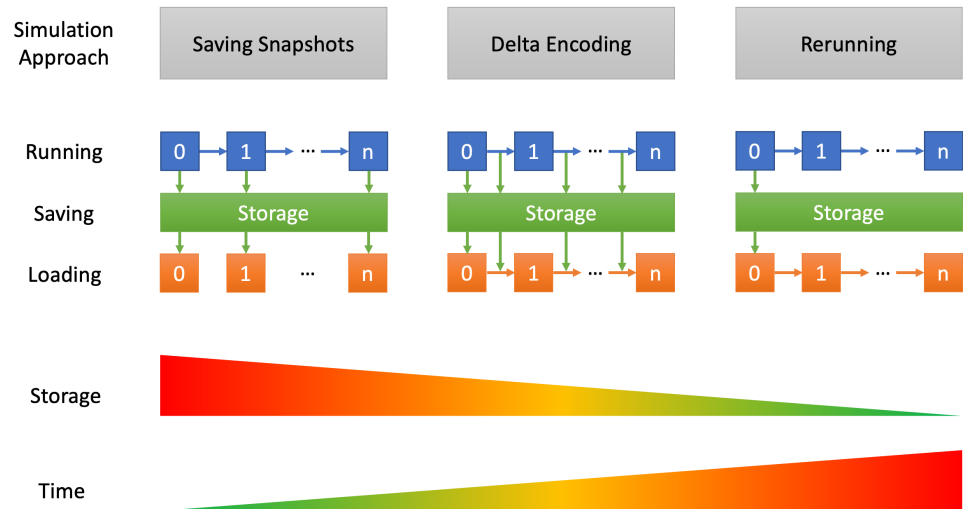 Simulation
Approach
Saving Snapshots
Delta Encoding
Rerunning
Running
0 1 ... n
0 1 ... n
0 1 ... n
Saving
Storage
Storage
Storage
Loading
0 1 ... n
0 1 ... n
0 1 ... n
Storage
Time